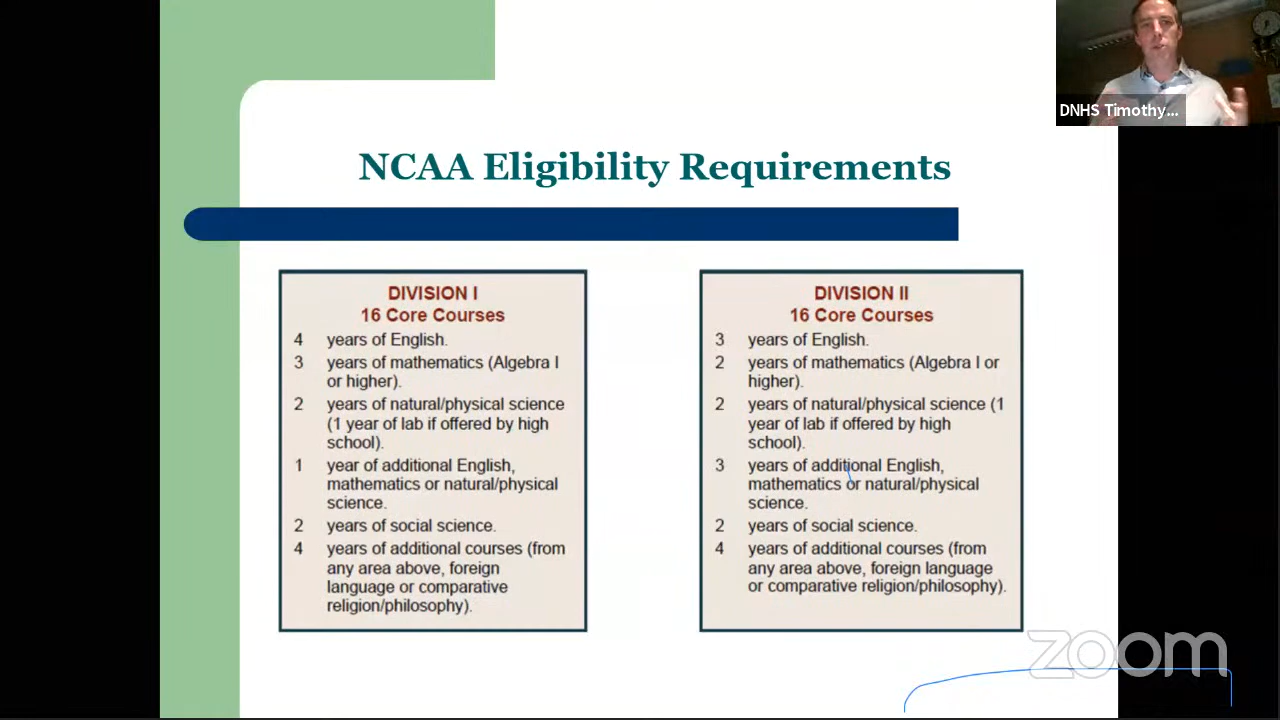 DNHS Timothy...
NCAA Eligibility Requirements
DIVISION I
16 Core Courses
4 years of English.
3 years of mathematics (Algebra I
or higher).
2 years of natural/physical science
(1 year of lab if offered by high
school).
1 year of additional English,
mathematics or natural/physical
science.
2 years of social science.
4 years of additional courses (from
any area above, foreign
language or comparative
religion/philosophy).
DIVISION II
16 Core Courses
3 years of English.
2 years of mathematics (Algebra I or
higher).
2 years of natural/physical science (1
year of lab if offered by high
school).
3 years of additional English,
mathematics or natural/physical
science.
2 years of social science.
4 years of additional courses (from
any area above, foreign language
or comparative religion/philosophy).
zoom